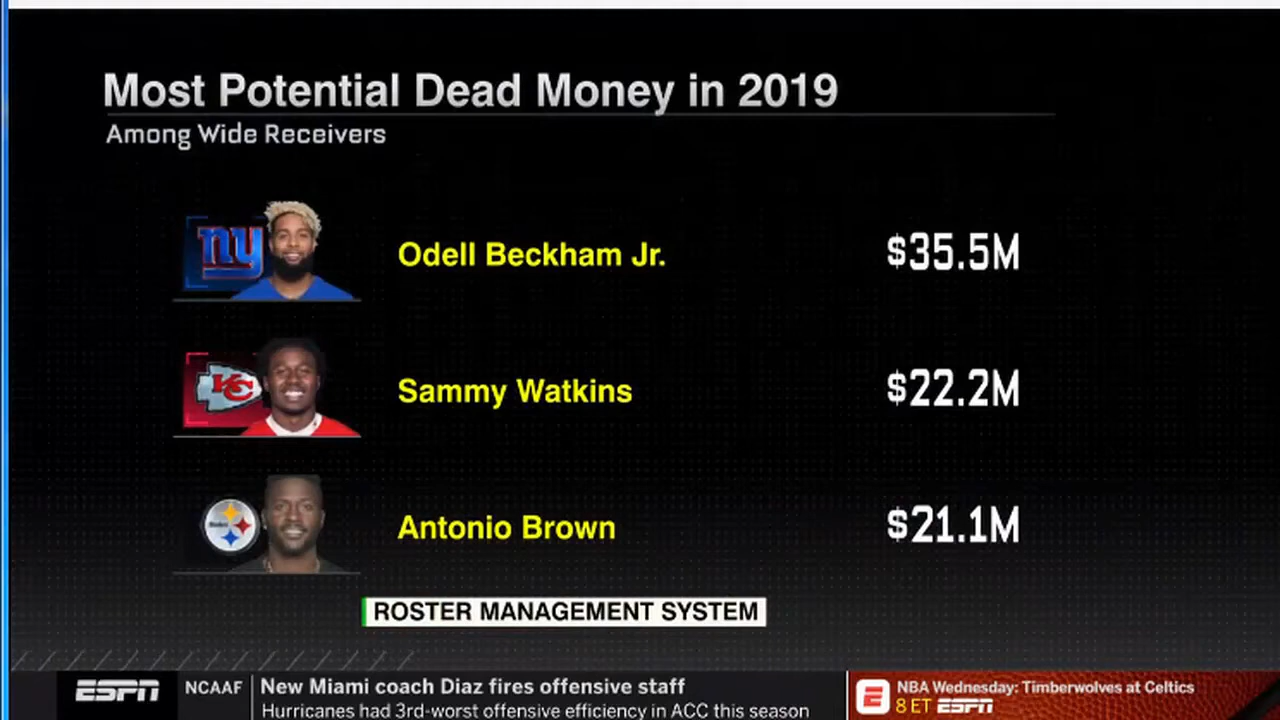 Most Potential Dead Money in 2019
Among Wide Receivers
ny
Odell Beckham Jr.
$35.5M
KC
Sammy Watkins
$22.2M
Antonio Brown
$21.1M
ROSTER MANAGEMENT SYSTEM
ESPN
NCAAF
New Miami coach Diaz fires offensive staff
Hurricanes had 3rd-worst offensive efficiency in ACC this season
E
NBA Wednesday: Timberwolves at Celtics
8 ET ESPN